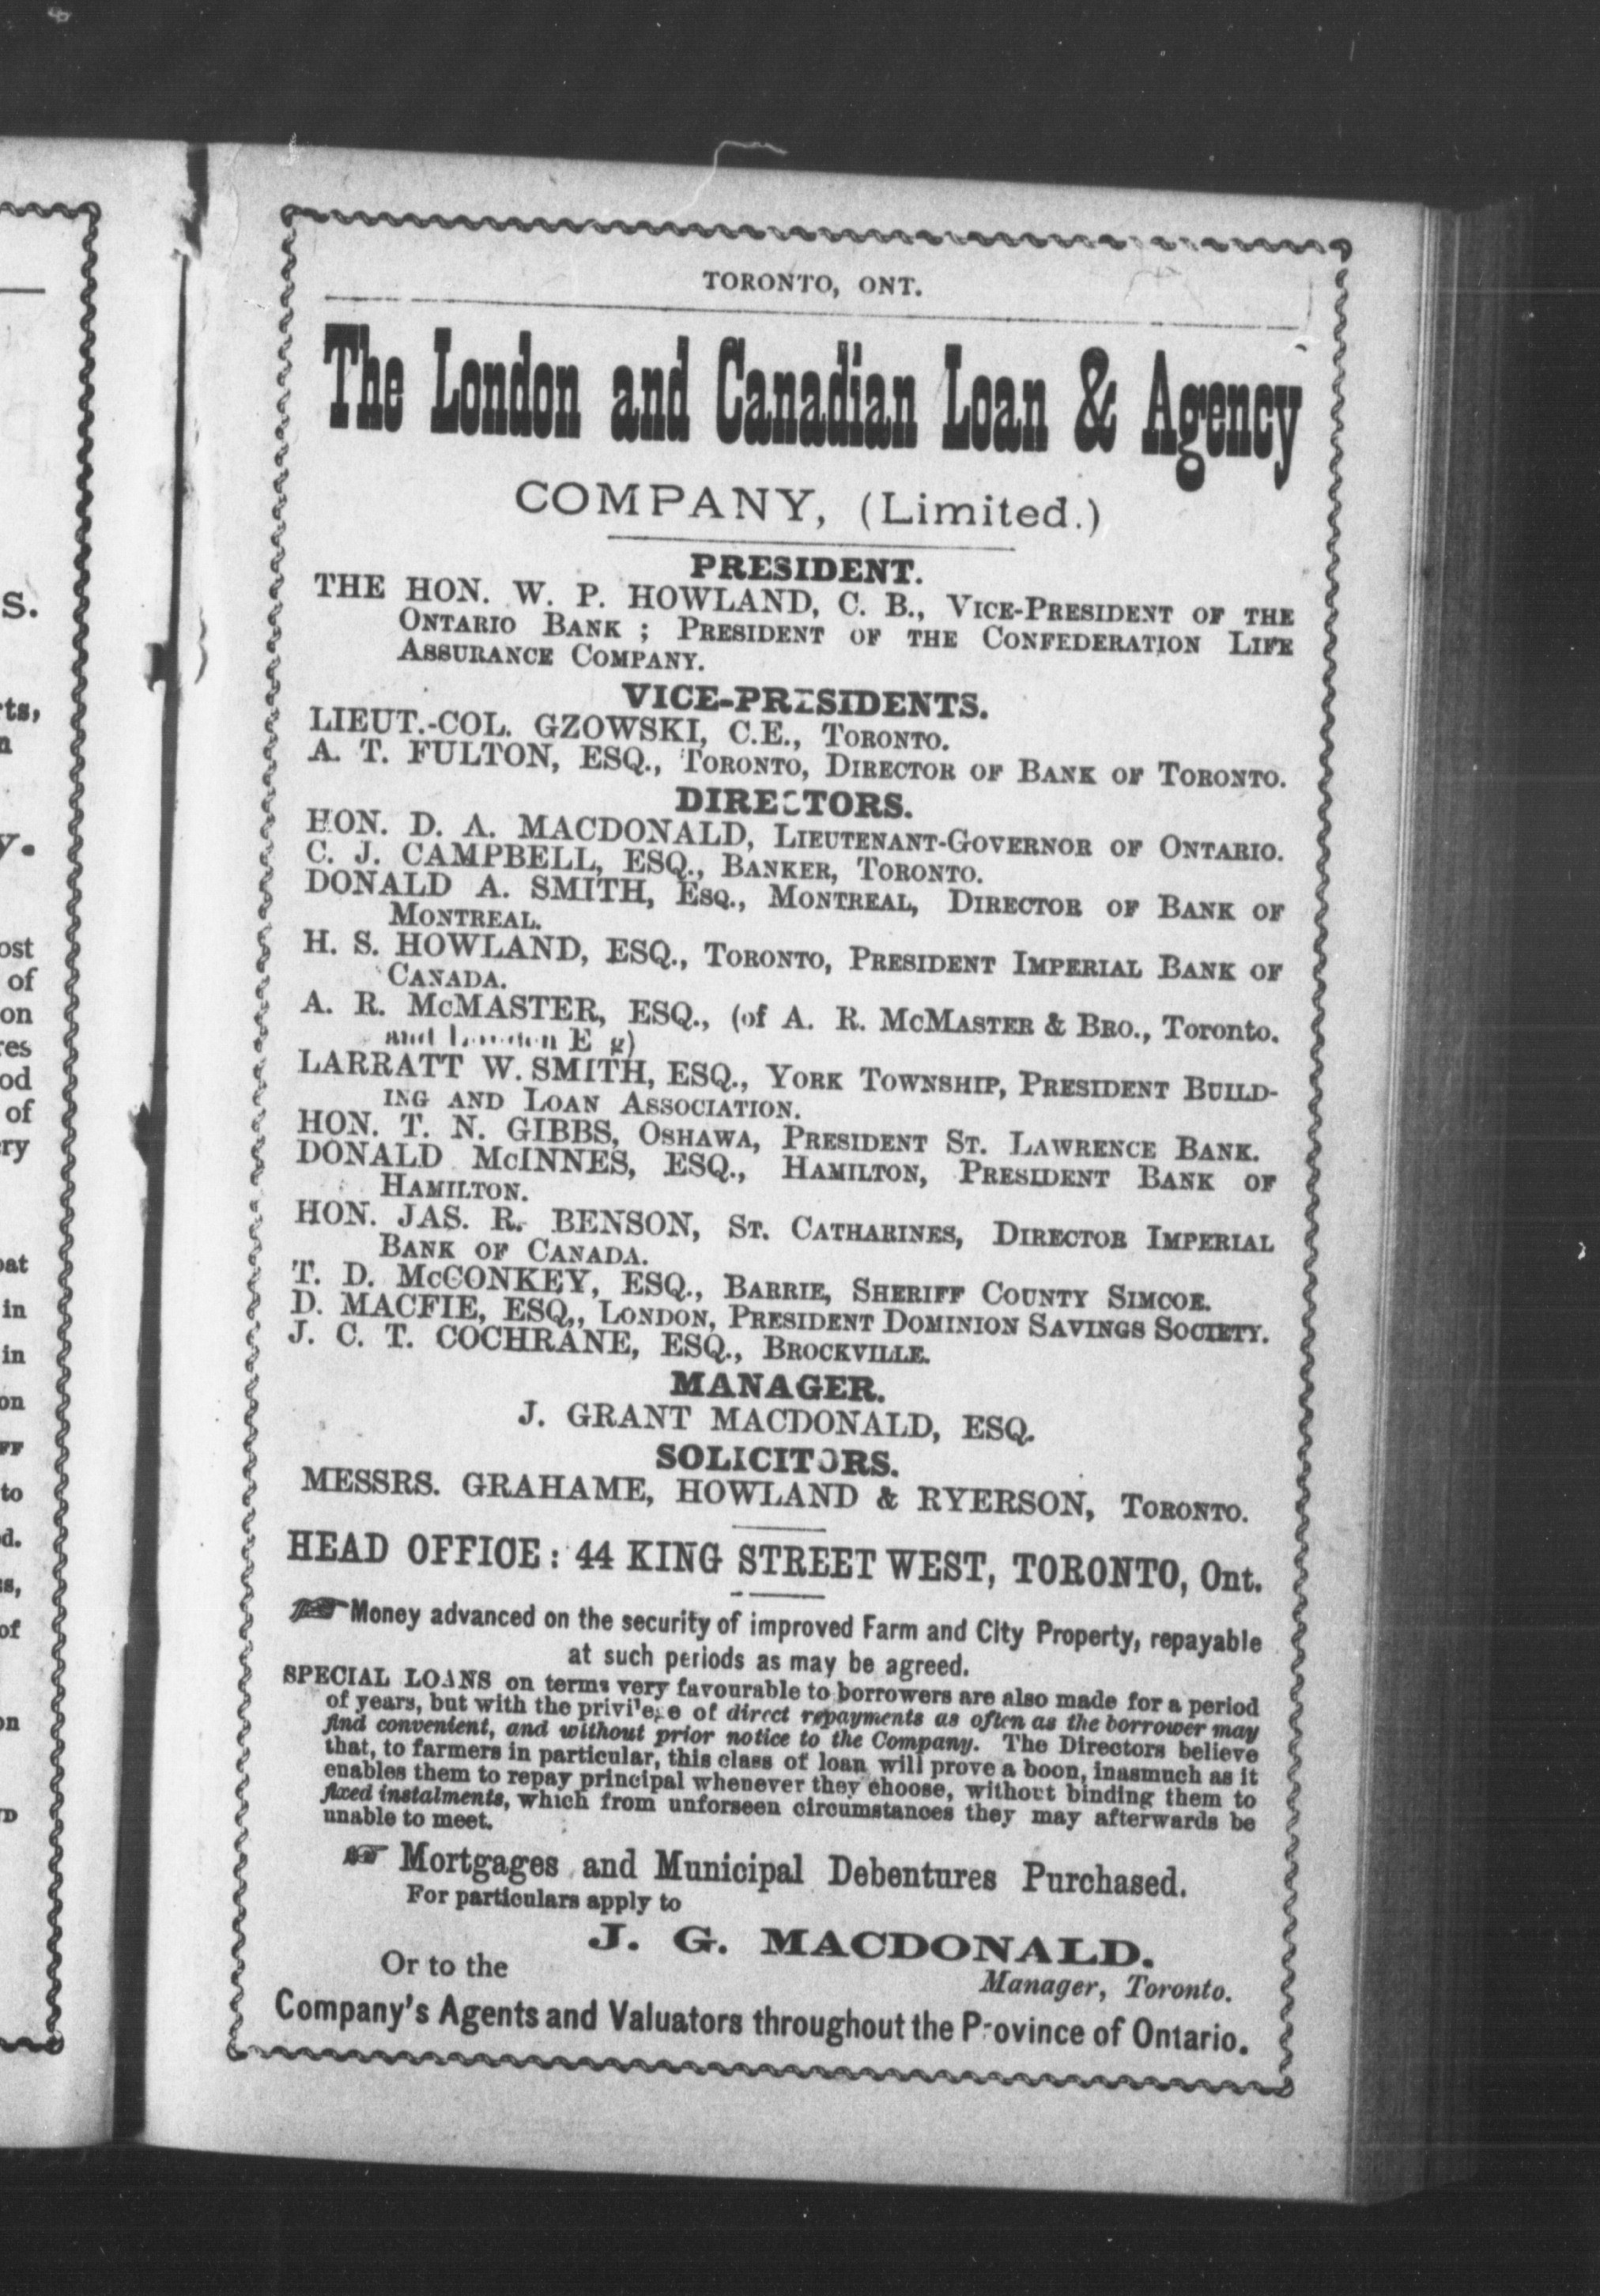 TORONTO, ONT.
The London and Canadian Loan & Agency
COMPANY, (Limited.)
PRESIDENT.
THE HON. W. P. HOWLAND, C. B., VICE-PRESIDENT OF THE
ONTARIO BANK ; PRESIDENT OF THE CONFEDERATION LIFE
ASSURANCE COMPANY.
VICE-PRESIDENTS.
LIEUT.-COL. GZOWSKI, C.E., TORONTO.
A. T. FULTON, ESQ., TORONTO, DIRECTOR OF BANK OF TORONTO.
DIRECTORS.
HON. D. A. MACDONALD, LIEUTENANT-GOVERNOR OF ONTARIO.
C. J. CAMPBELL, ESQ., BANKER, TORONTO.
DONALD A. SMITH, ESQ., MONTREAL, DIRECTOR OF BANK OF
MONTREAL.
H. S. HOWLAND, ESQ., TORONTO, PRESIDENT IMPERIAL BANK OF
CANADA.
A. R. McMASTER, ESQ., (of A. R. McMASTER & BRO., Toronto.
and London E g)
LARRATT W. SMITH, ESQ., YORK TOWNSHIP, PRESIDENT BUILD-
ING AND LOAN ASSOCIATION.
HON. T. N. GIBBS, OSHAWA, PRESIDENT ST. LAWRENCE BANK.
DONALD McINNES, ESQ., HAMILTON, PRESIDENT BANK OF
HAMILTON.
HON. JAS. R. BENSON, ST. CATHARINES, DIRECTOR IMPERIAL
BANK OF CANADA.
T. D. McCONKEY, ESQ., BARRIE, SHERIFF COUNTY SIMCOE.
D. MACFIE, ESQ., LONDON, PRESIDENT DOMINION SAVINGS SOCIETY.
J. C. T. COCHRANE, ESQ., BROCKVILLE.
MANAGER.
J. GRANT MACDONALD, ESQ.
SOLICITORS.
MESSRS. GRAHAME, HOWLAND & RYERSON, TORONTO.
HEAD OFFICE: 44 KING STREET WEST, TORONTO, Ont.
☞ Money advanced on the security of improved Farm and City Property, repayable
at such periods as may be agreed.
SPECIAL LOANS on terms very favourable to borrowers are also made for a period
of years, but with the privilege of direct repayments as often as the borrower may
find convenient, and without prior notice to the Company. The Directors believe
that, to farmers in particular, this class of loan will prove a boon, inasmuch as it
enables them to repay principal whenever they choose, without binding them to
fixed instalments, which from unforseen circumstances they may afterwards be
unable to meet.
☞ Mortgages and Municipal Debentures Purchased.
For particulars apply to
J. G. MACDONALD.
Manager, Toronto.
Or to the
Company's Agents and Valuators throughout the Province of Ontario.